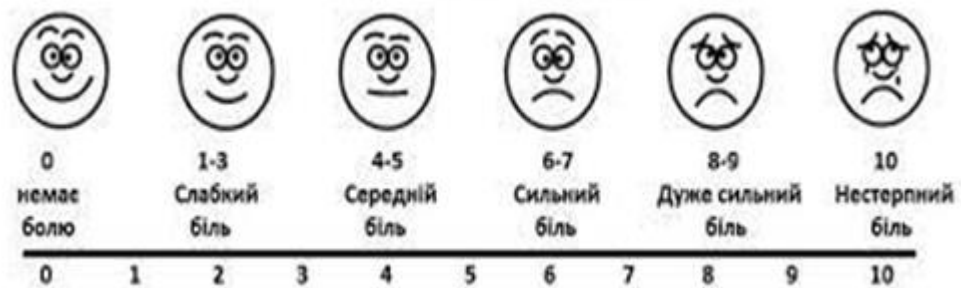 0 1-3 4-5 6-7 8-9 10
немає Слабкий Середній Сильний Дуже сильний Нестерпний
болю біль біль біль біль біль
0 1 2 3 4 5 6 7 8 9 10